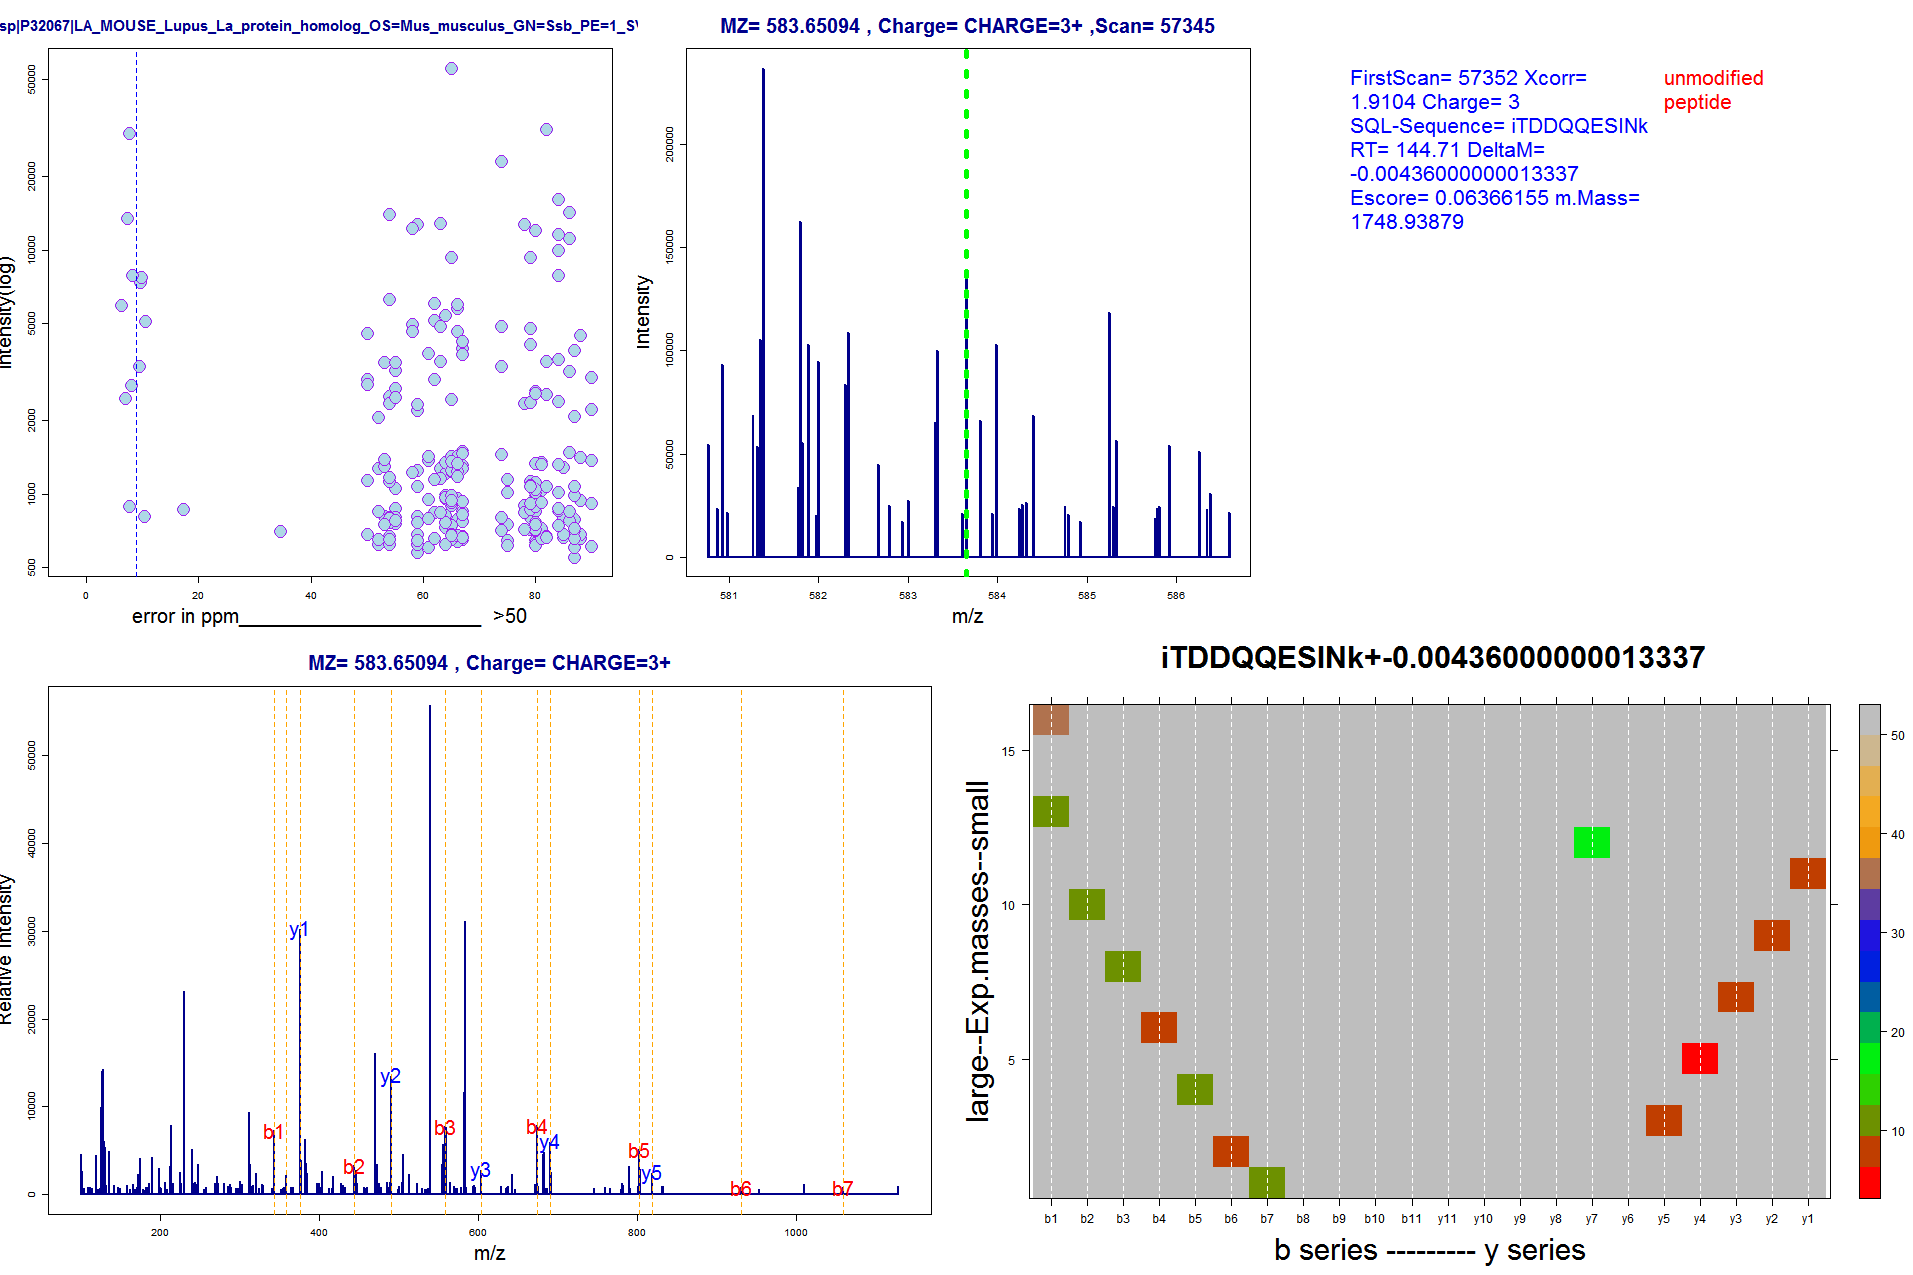 sp|P32067|LA_MOUSE_Lupus_La_protein_homolog_OS=Mus_musculus_GN=Ssb_PE=1_S
Intensity(log)
50000
20000
10000
5000
2000
1000
500
0 20 40 60 80
error in ppm______________________ >50
MZ= 583.65094 , Charge= CHARGE=3+ ,Scan= 57345
Intensity
200000
150000
100000
50000
0
581 582 583 584 585 586
m/z
FirstScan= 57352 Xcorr=
1.9104 Charge= 3
SQL-Sequence= iTDDQQESINk
RT= 144.71 DeltaM=
-0.00436000000013337
Escore= 0.06366155 m.Mass=
1748.93879
unmodified
peptide
MZ= 583.65094 , Charge= CHARGE=3+
Relative Intensity
50000
40000
30000
20000
10000
0
y1
y2
b1
b3
b4
y4
b2
y3
b5
y5
b6
b7
200 400 600 800 1000
m/z
iTDDQQESINk+-0.00436000000013337
large--Exp.masses--small
15
10
5
b1 b2 b3 b4 b5 b6 b7 b8 b9 b10 b11 y11 y10 y9 y8 y7 y6 y5 y4 y3 y2 y1
b series --------- y series
50
40
30
20
10